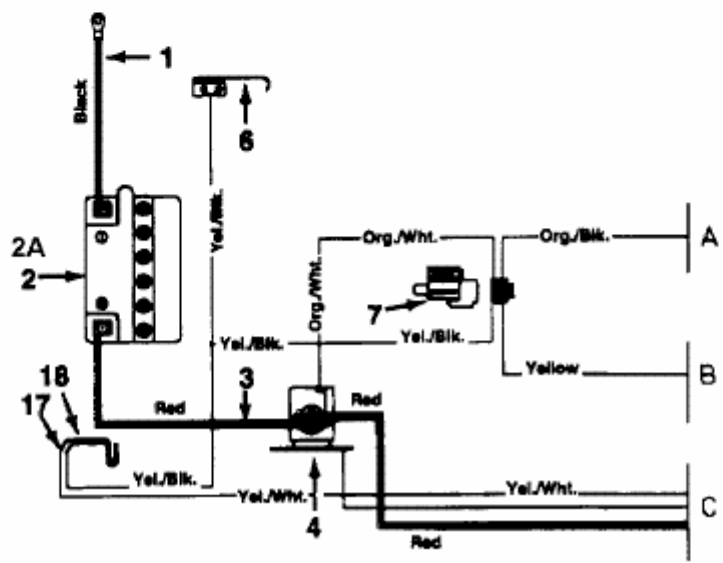 1
Black
6
Yel./Blk.
2A
2
Org./Wht.
Org./Wht.
Org./Blk.
A
7
Yel./Blk.
Yel./Blk.
Yellow
B
18
17
Red
3
Red
Yel./Blk.
Yel./Wht.
4
Yel./Wht.
C
Red